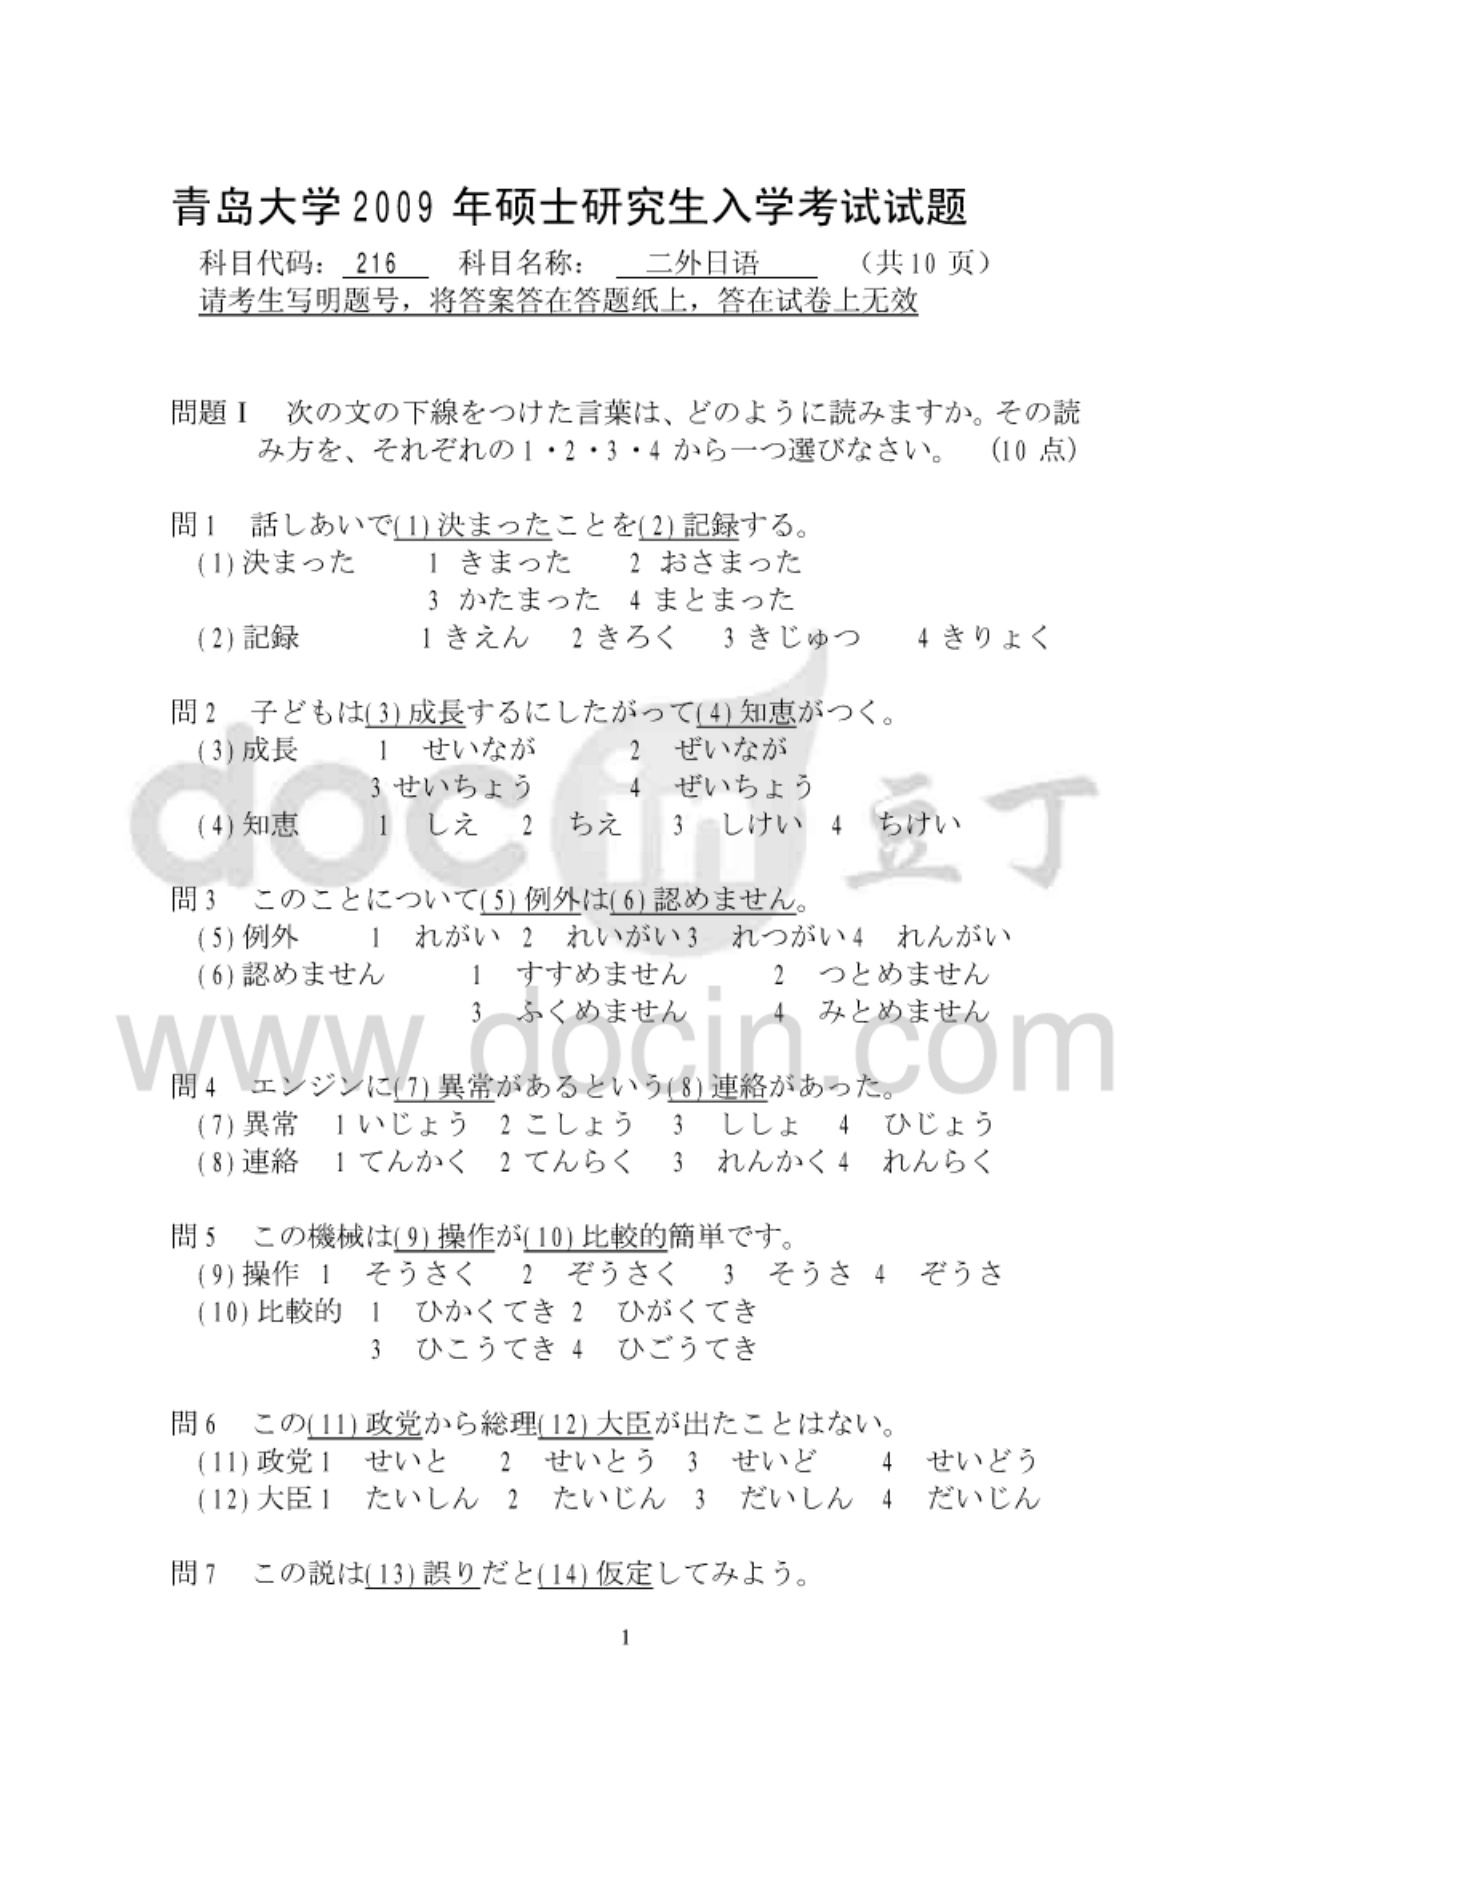 青岛大学2009 年硕士研究生入学考试试题
科目代码： 216 科目名称： 二外日语 （共10 页）
请考生写明题号，将答案答在答题纸上，答在试卷上无效
問題Ⅰ 次の文の下線をつけた言葉は、どのように読みますか。その読
み方を、それぞれの1・2・3・4 から一つ選びなさい。 (10 点)
問1 話しあいで(1)決まったことを(2)記録する。
(1)決まった 1 きまった 2 おさまった
3 かたまった 4 まとまった
(2)記録 1 きえん 2 きろく 3 きじゅつ 4 きりょく
問2 子どもは(3)成長するにしたがって(4)知恵がつく。
(3)成長 1 せいなが 2 ぜいなが
3 せいちょう 4 ぜいちょう
(4)知恵 1 しえ 2 ちえ 3 しけい 4 ちけい
docin 豆丁
問3 このことについて(5)例外は(6)認めません。
(5)例外 1 れがい 2 れいがい3 れつがい4 れんがい
(6)認めません 1 すすめません 2 つとめません
3 ふくめません 4 みとめません
www.docin.com
問4 エンジンに(7)異常があるという(8)連絡があった。
(7)異常 1 いじょう 2 こしょう 3 ししょ 4 ひじょう
(8)連絡 1 てんかく 2 てんらく 3 れんかく4 れんらく
問5 この機械は(9)操作が(10)比較的簡単です。
(9)操作 1 そうさく 2 ぞうさく 3 そうさ 4 ぞうさ
(10)比較的 1 ひかくてき 2 ひがくてき
3 ひこうてき 4 ひごうてき
問6 この(11)政党から総理(12)大臣が出たことはない。
(11)政党1 せいと 2 せいとう 3 せいど 4 せいどう
(12)大臣1 たいしん 2 たいじん 3 だいしん 4 だいじん
問7 この説は(13)誤りだと(14)仮定してみよう。
1